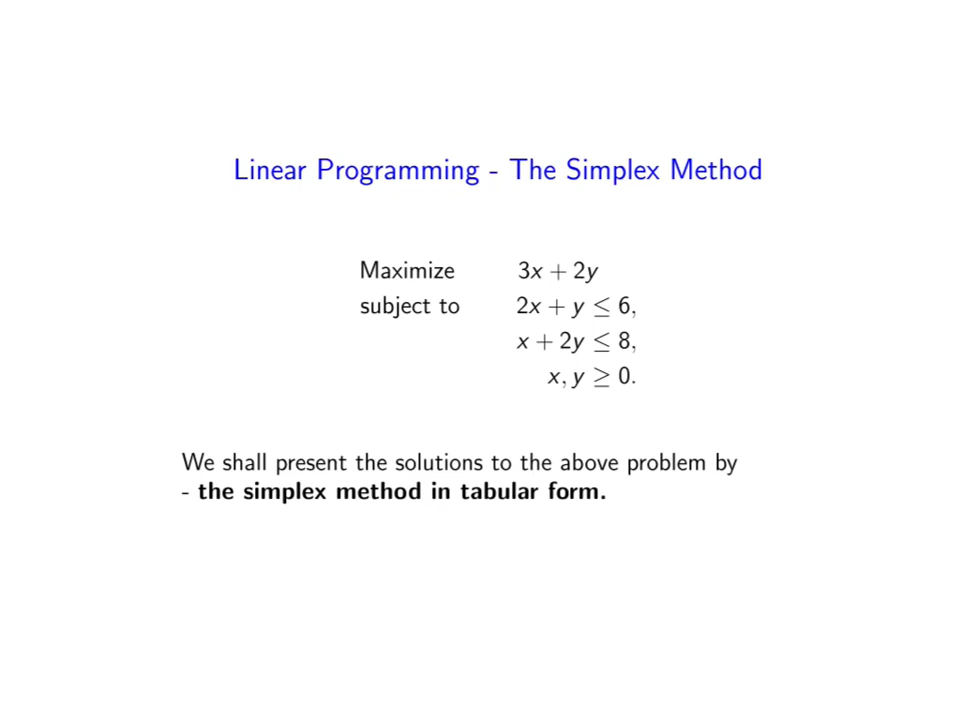 Linear Programming - The Simplex Method
Maximize 3x + 2y
subject to 2x + y ≤ 6,
x + 2y ≤ 8,
x, y ≥ 0.
We shall present the solutions to the above problem by
- the simplex method in tabular form.